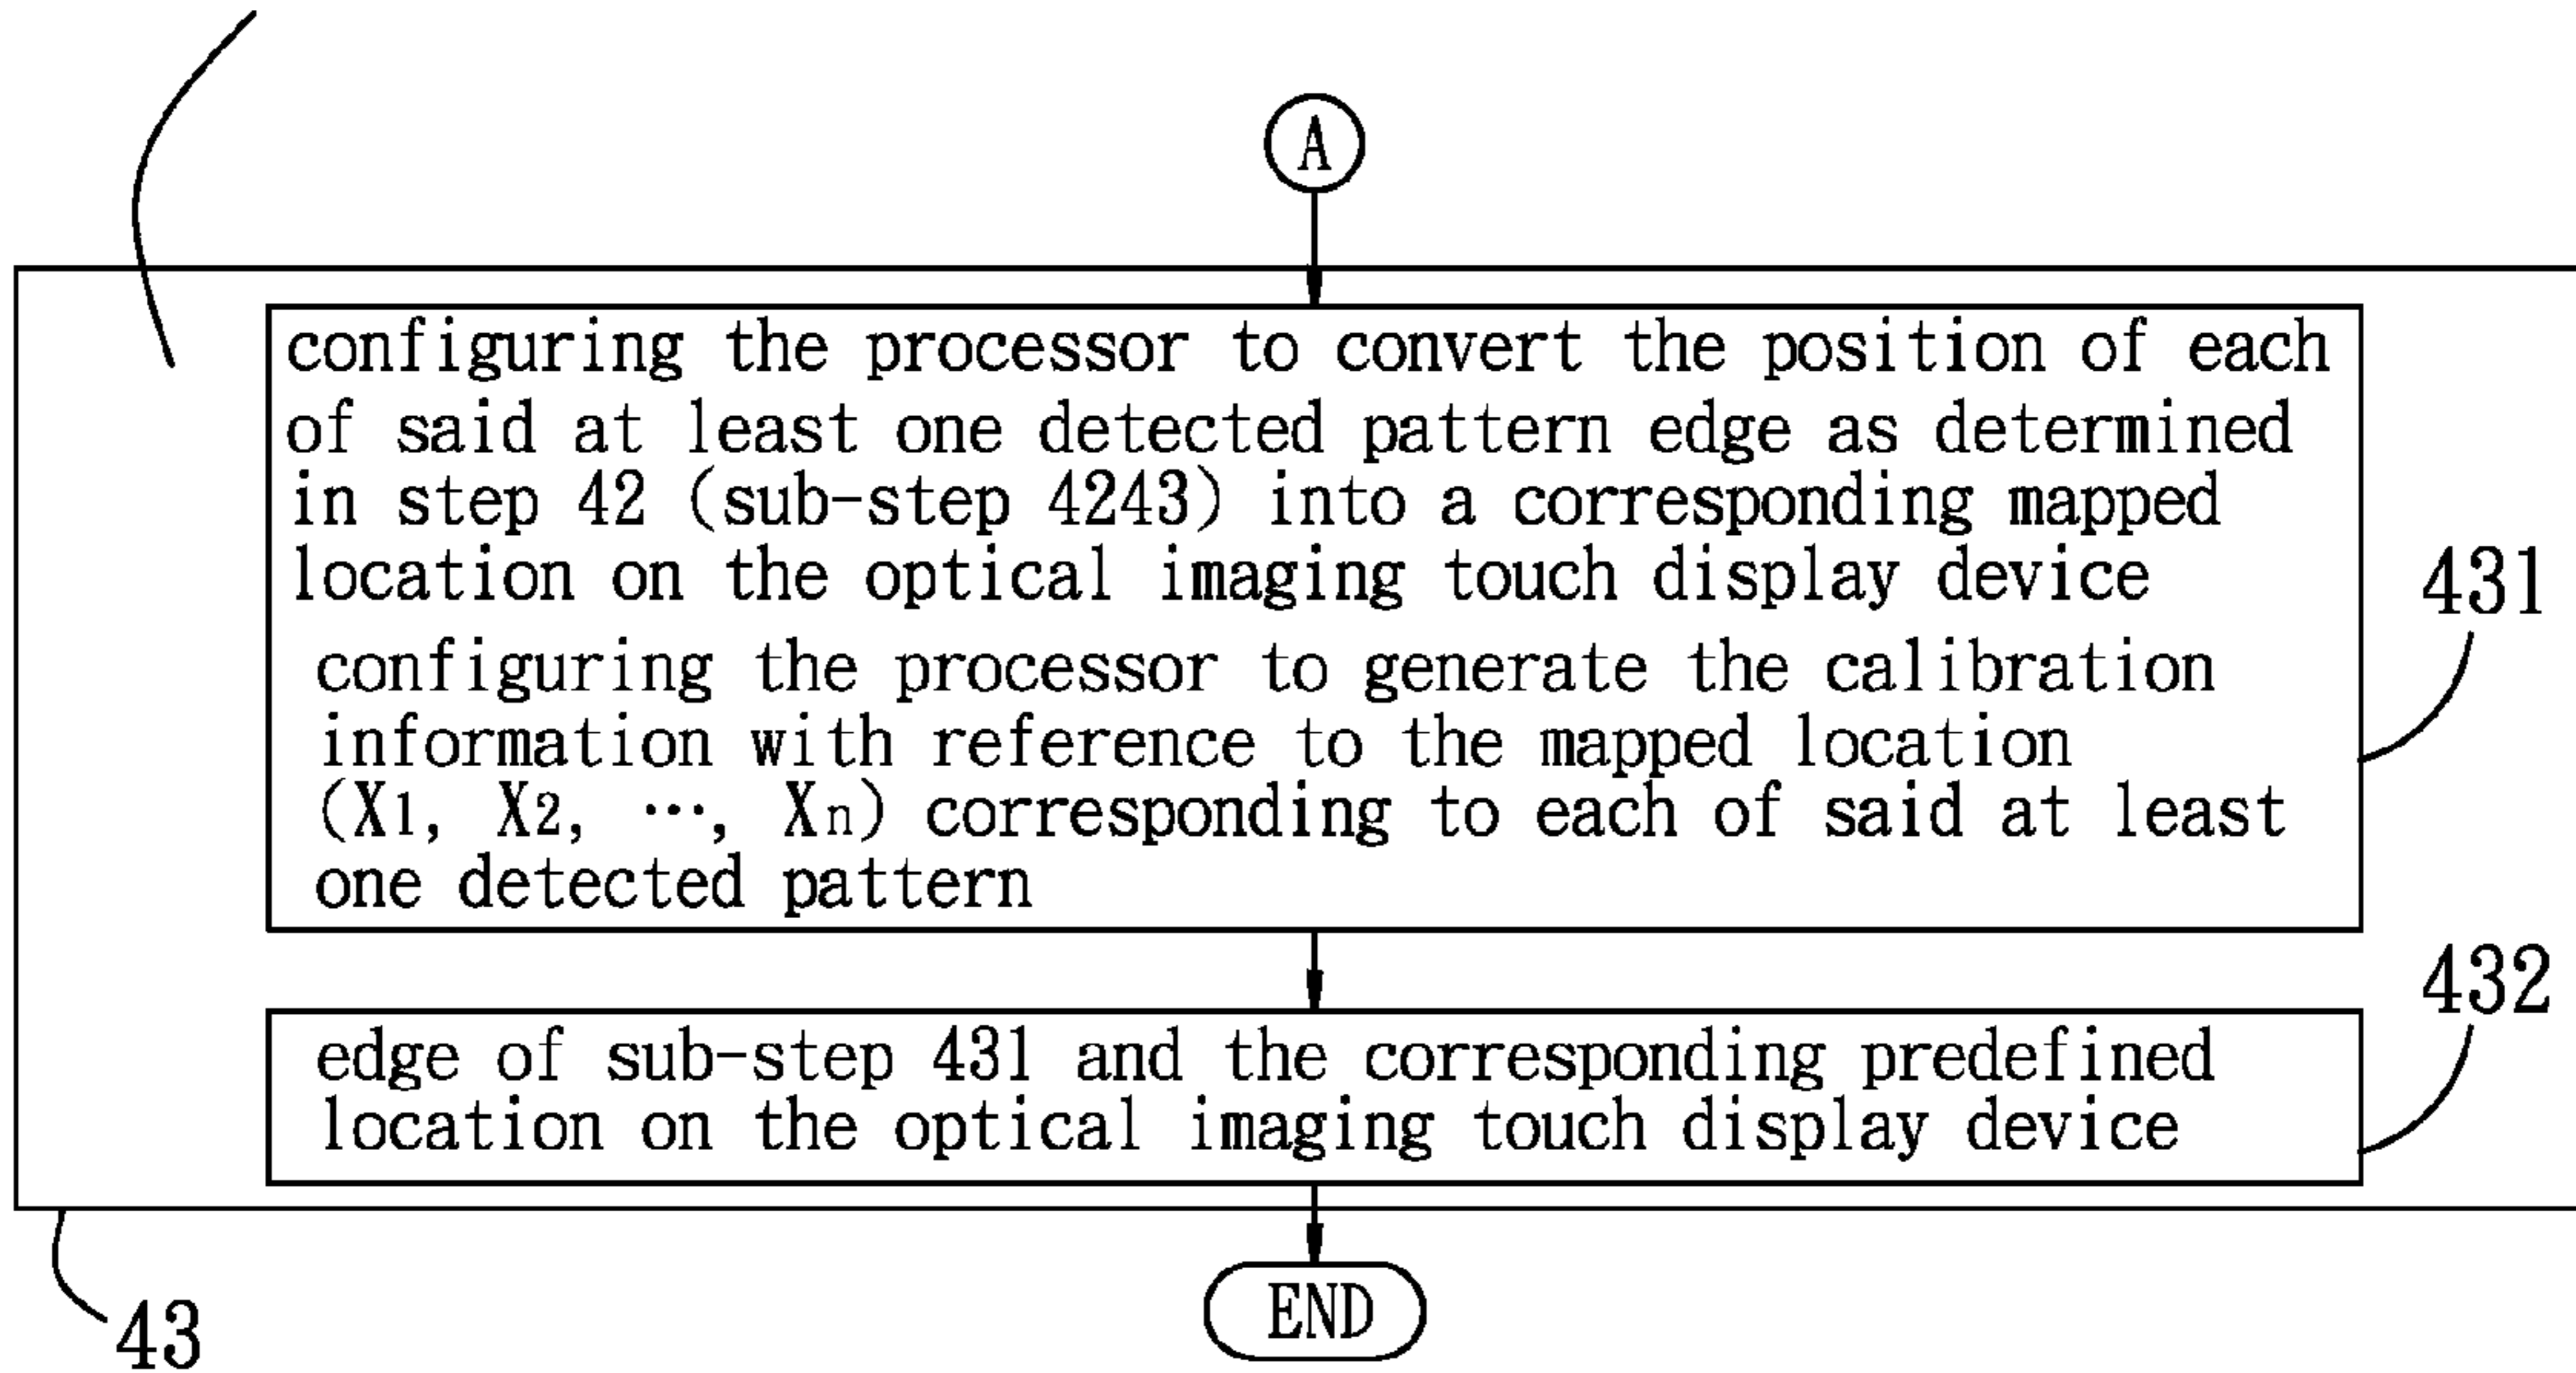 A
configuring the processor to convert the position of each
of said at least one detected pattern edge as determined
in step 42 (sub-step 4243) into a corresponding mapped
location on the optical imaging touch display device
431
configuring the processor to generate the calibration
information with reference to the mapped location
(X1, X2, ···, Xn) corresponding to each of said at least
one detected pattern
432
edge of sub-step 431 and the corresponding predefined
location on the optical imaging touch display device
END
43